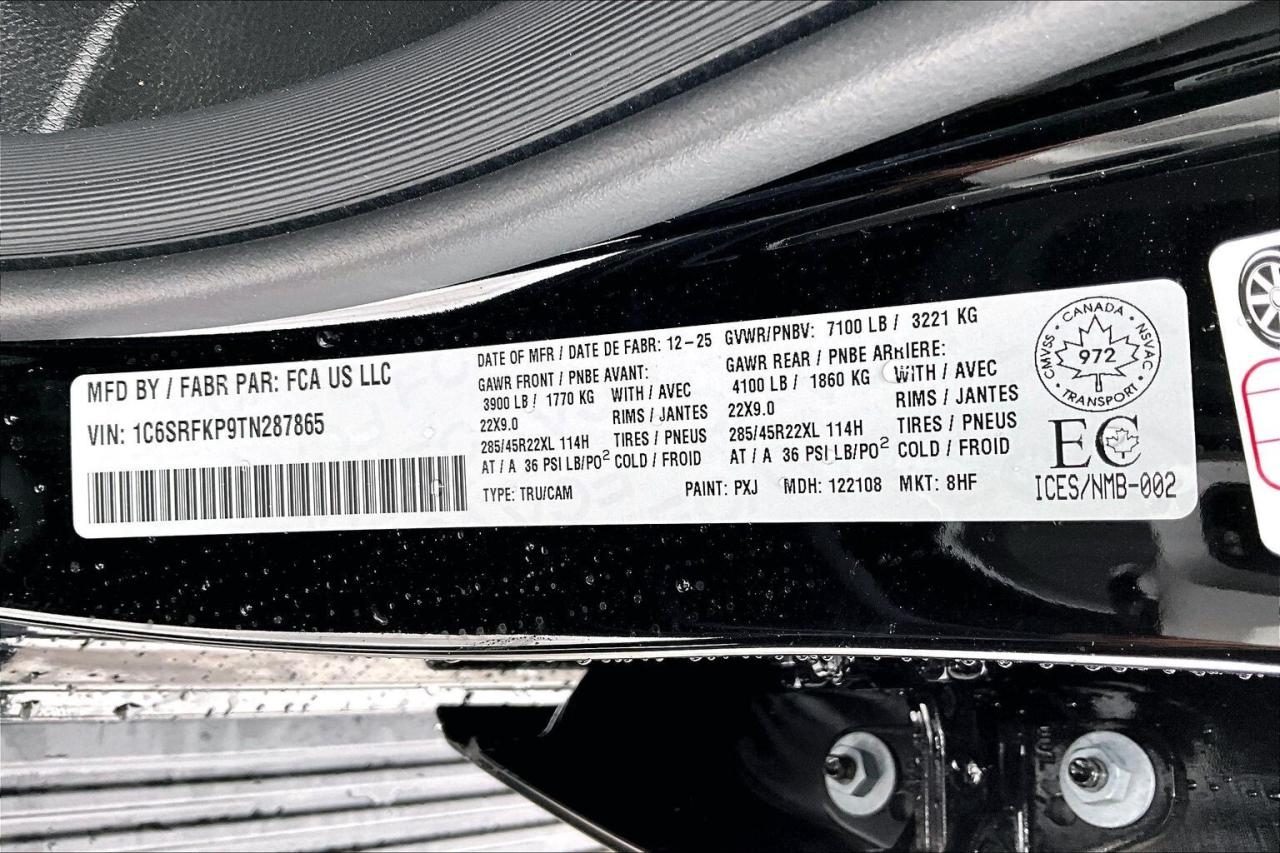 MFD BY / FABR PAR: FCA US LLC
VIN: 1C6SRFKP9TN287865
DATE OF MFR / DATE DE FABR: 12-25
GAWR FRONT / PNBE AVANT:
3900 LB / 1770 KG WITH / AVEC
22X9.0 RIMS / JANTES
285/45R22XL 114H TIRES / PNEUS
AT / A 36 PSI LB/PO² COLD / FROID
TYPE: TRU/CAM
GVWR/PNBV: 7100 LB / 3221 KG
GAWR REAR / PNBE ARRIERE:
4100 LB / 1860 KG WITH / AVEC
22X9.0 RIMS / JANTES
285/45R22XL 114H TIRES / PNEUS
AT / A 36 PSI LB/PO² COLD / FROID
PAINT: PXJ MDH: 122108 MKT: 8HF
CANADA
CMVSS 972 NSVAC
TRANSPORT
EC
ICES/NMB-002